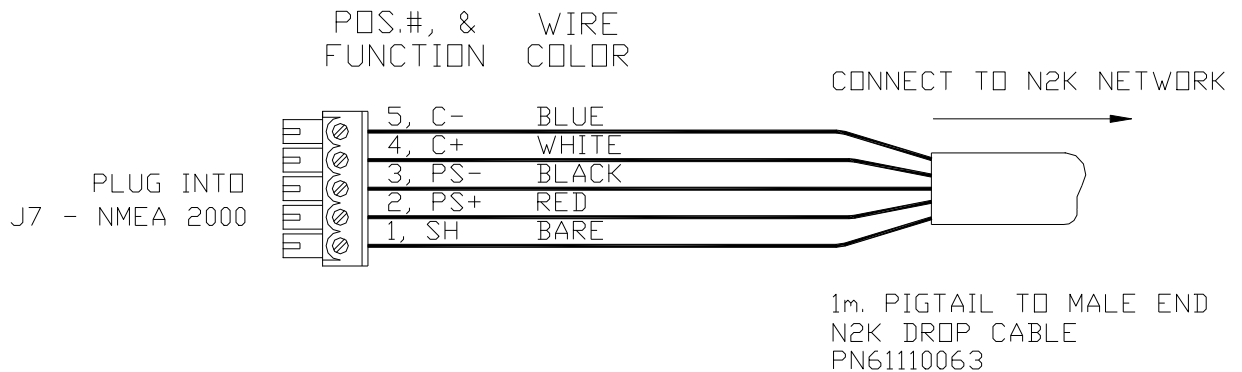 POS.#, & WIRE
FUNCTION COLOR
CONNECT TO N2K NETWORK
5, C- BLUE
4, C+ WHITE
3, PS- BLACK
2, PS+ RED
1, SH BARE
PLUG INTO
J7 - NMEA 2000
1m. PIGTAIL TO MALE END
N2K DROP CABLE
PN61110063